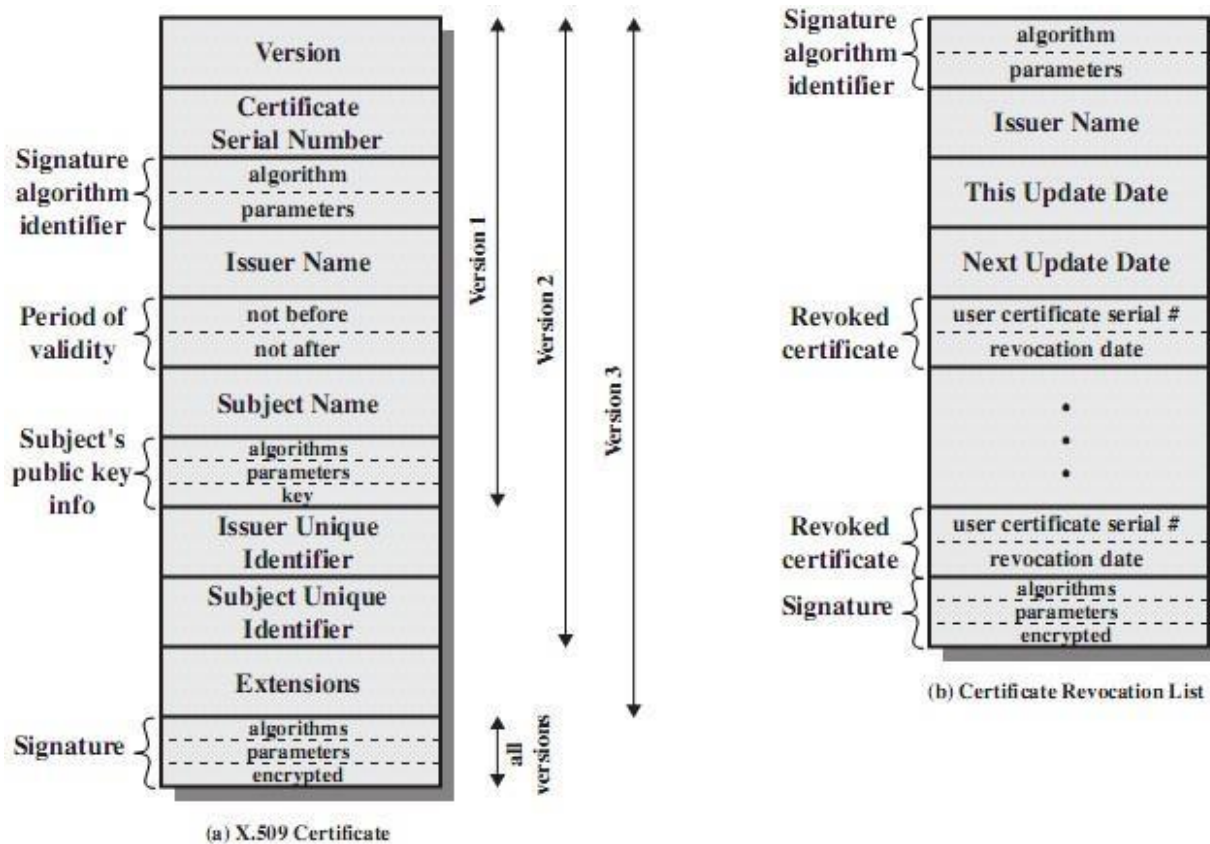 Version
Certificate
Serial Number
Signature
algorithm
identifier
algorithm
parameters
Issuer Name
Period of
validity
not before
not after
Subject Name
Subject's
public key
info
algorithms
parameters
key
Issuer Unique
Identifier
Subject Unique
Identifier
Extensions
Signature
algorithms
parameters
encrypted
Version 1
Version 2
Version 3
all
versions
(a) X.509 Certificate
Signature
algorithm
identifier
algorithm
parameters
Issuer Name
This Update Date
Next Update Date
Revoked
certificate
user certificate serial #
revocation date
Revoked
certificate
user certificate serial #
revocation date
Signature
algorithms
parameters
encrypted
(b) Certificate Revocation List